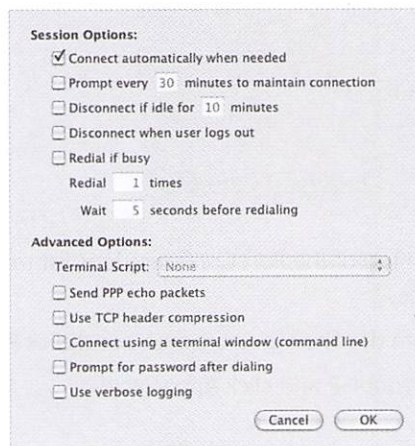 Session Options:
Connect automatically when needed
Prompt every 30 minutes to maintain connection
Disconnect if idle for 10 minutes
Disconnect when user logs out
Redial if busy
Redial 1 times
Wait 5 seconds before redialing
Advanced Options:
Terminal Script: None
Send PPP echo packets
Use TCP header compression
Connect using a terminal window (command line)
Prompt for password after dialing
Use verbose logging
Cancel OK